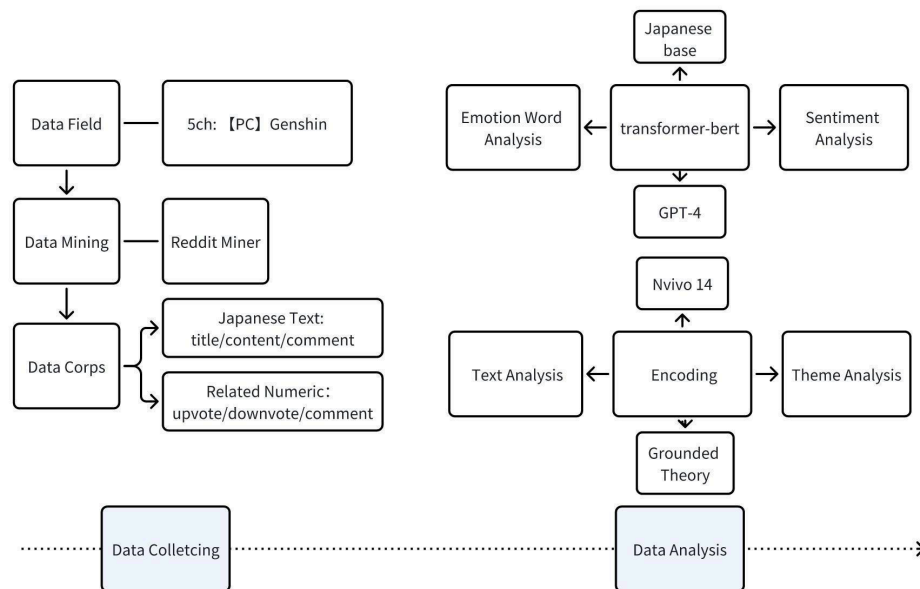 Data Field
5ch: 【PC】Genshin
Data Mining
Reddit Miner
Data Corps
Japanese Text:
title/content/comment
Related Numeric：
upvote/downvote/comment
Japanese
base
Emotion Word
Analysis
transformer-bert
Sentiment
Analysis
GPT-4
Nvivo 14
Text Analysis
Encoding
Theme Analysis
Grounded
Theory
Data Colletcing
Data Analysis